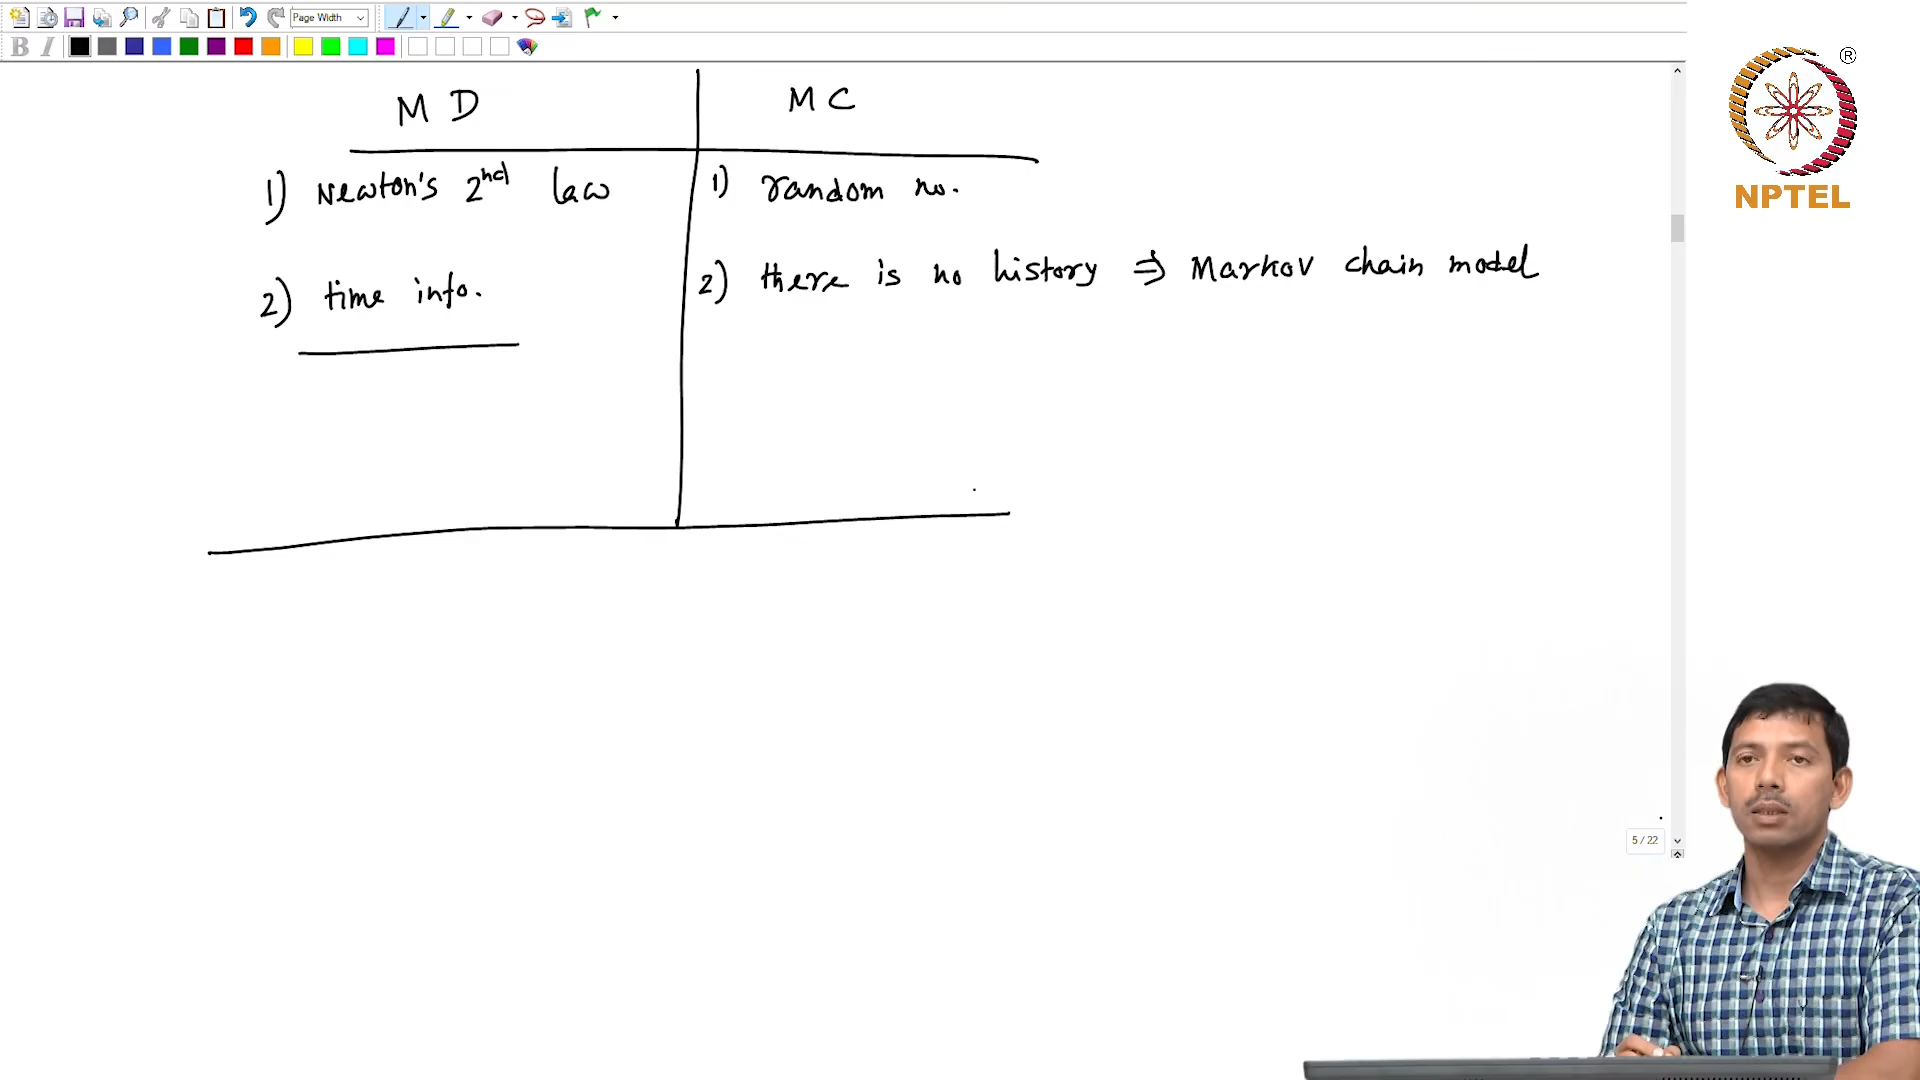 Page Width
B I
M D
M C
1) Newton's 2nd law
1) random no.
2) time info.
2) there is no history ⇒ Markov chain model
5 / 22
®
NPTEL